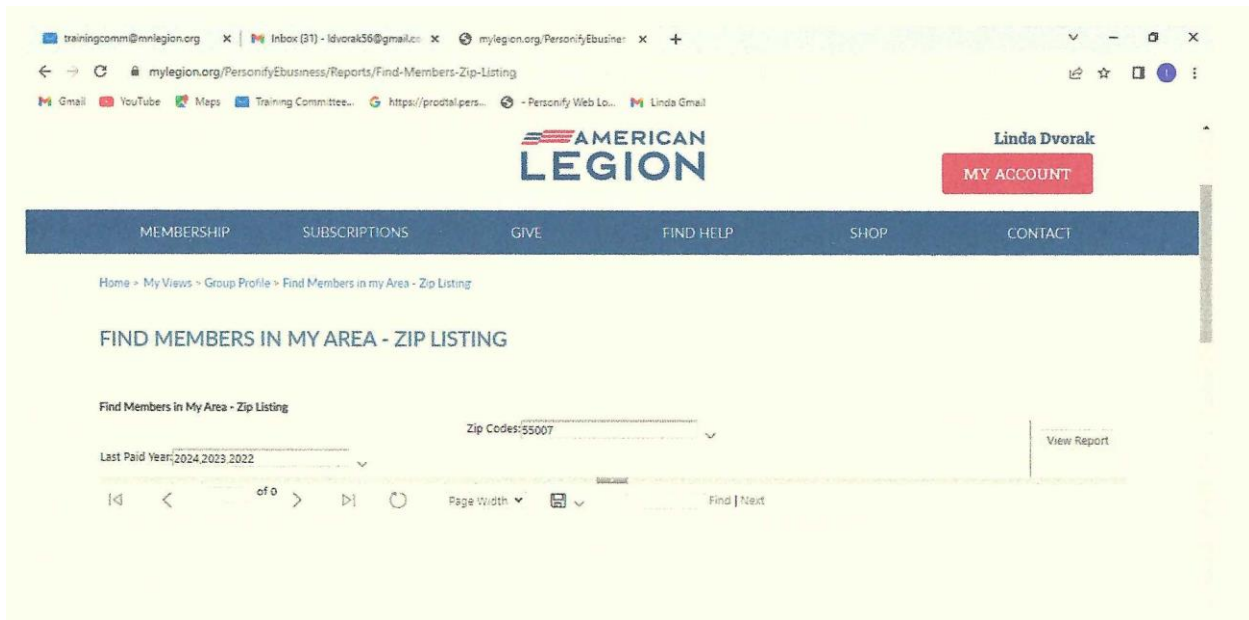 trainingcomm@mnlegion.org
Inbox (31) - ldvorak56@gmail.co
mylegion.org/PersonifyEbusiner
mylegion.org/PersonifyEbusiness/Reports/Find-Members-Zip-Listing
Gmail YouTube Maps Training Committee... https://prodtal.pers... - Personify Web Lo... Linda Gmail
AMERICAN
LEGION
Linda Dvorak
MY ACCOUNT
MEMBERSHIP SUBSCRIPTIONS GIVE FIND HELP SHOP CONTACT
Home > My Views > Group Profile > Find Members in my Area - Zip Listing
FIND MEMBERS IN MY AREA - ZIP LISTING
Find Members in My Area - Zip Listing
Zip Codes: 55007
View Report
Last Paid Year: 2024,2023,2022
of 0 Page Width Find | Next